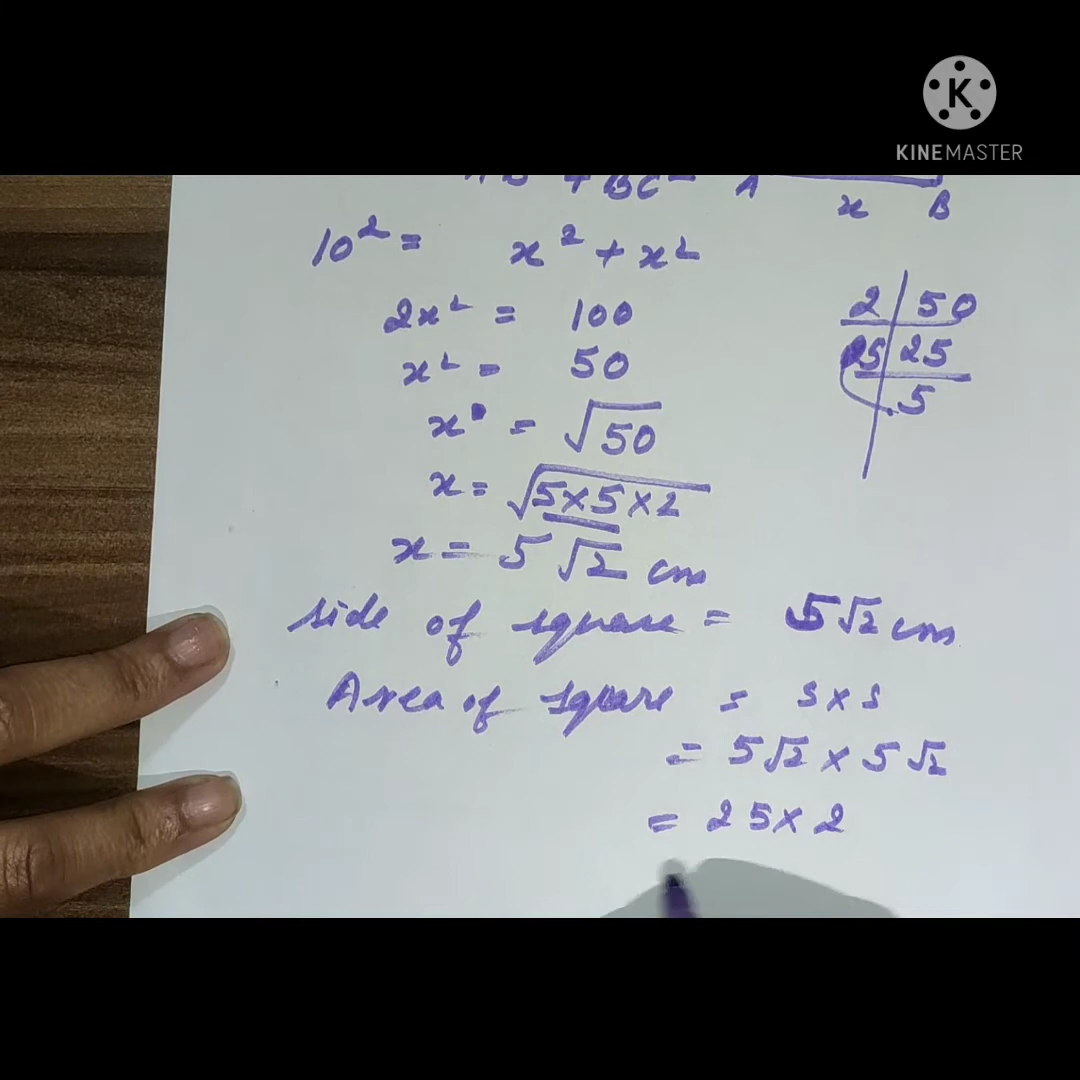 K
KINEMASTER
+ BC
A
x B
10² = x² + x²
2x² = 100
x² = 50
x = √50
x = √5×5×2
x = 5√2 cm
2 | 50
5 | 25
5
side of square = 5√2 cm
Area of square = s × s
= 5√2 × 5√2
= 25 × 2